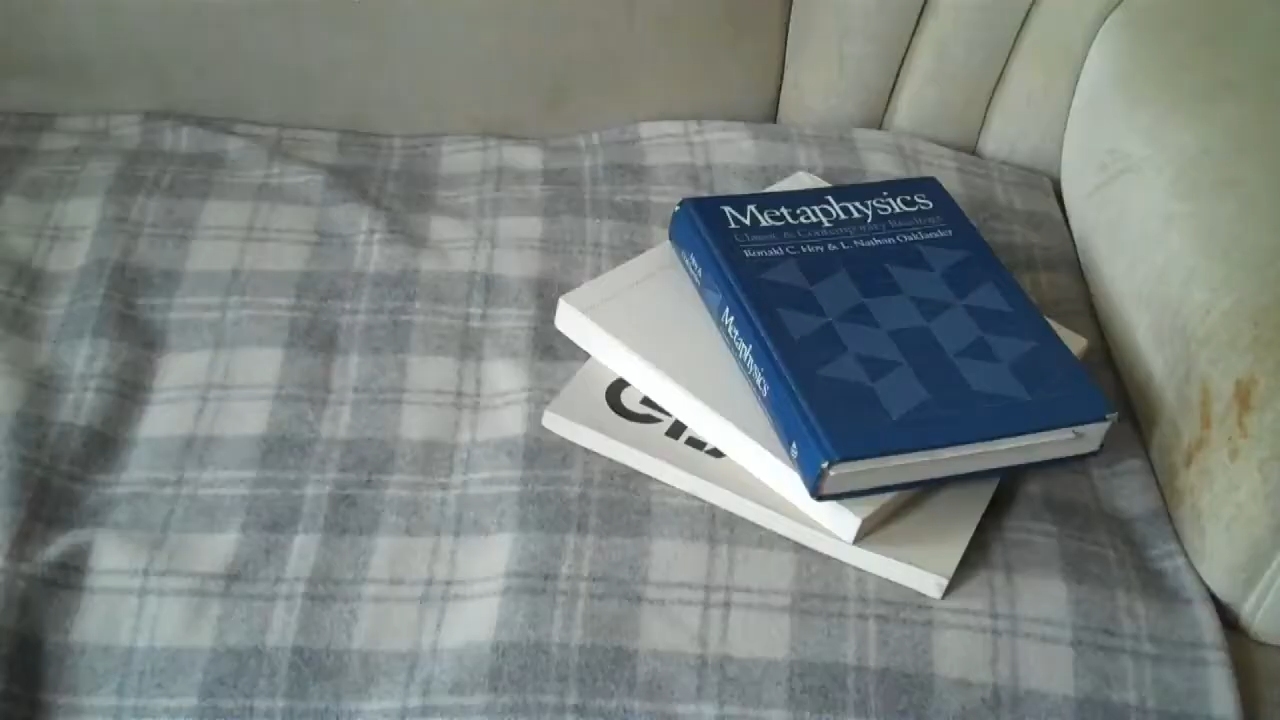 Metaphysics
Classic & Contemporary Readings
Ronald C. Hoy & L. Nathan Oaklander
Metaphysics